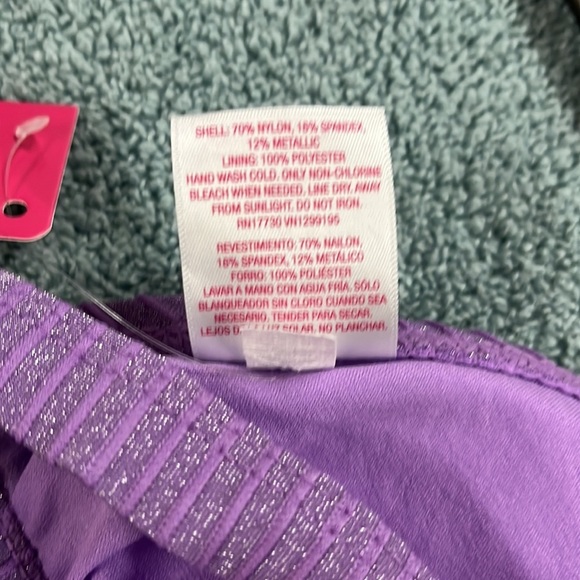 SHELL: 70% NYLON, 18% SPANDEX,
12% METALLIC
LINING: 100% POLYESTER
HAND WASH COLD. ONLY NON-CHLORINE
BLEACH WHEN NEEDED. LINE DRY. AWAY
FROM SUNLIGHT. DO NOT IRON.
RN17730 VN1299195
REVESTIMIENTO: 70% NAILON,
18% SPANDEX, 12% METÁLICO
FORRO: 100% POLIÉSTER
LAVAR A MANO CON AGUA FRÍA. SÓLO
BLANQUEADOR SIN CLORO CUANDO SEA
NECESARIO. TENDER PARA SECAR.
LEJOS SOLAR. NO PLANCHAR.